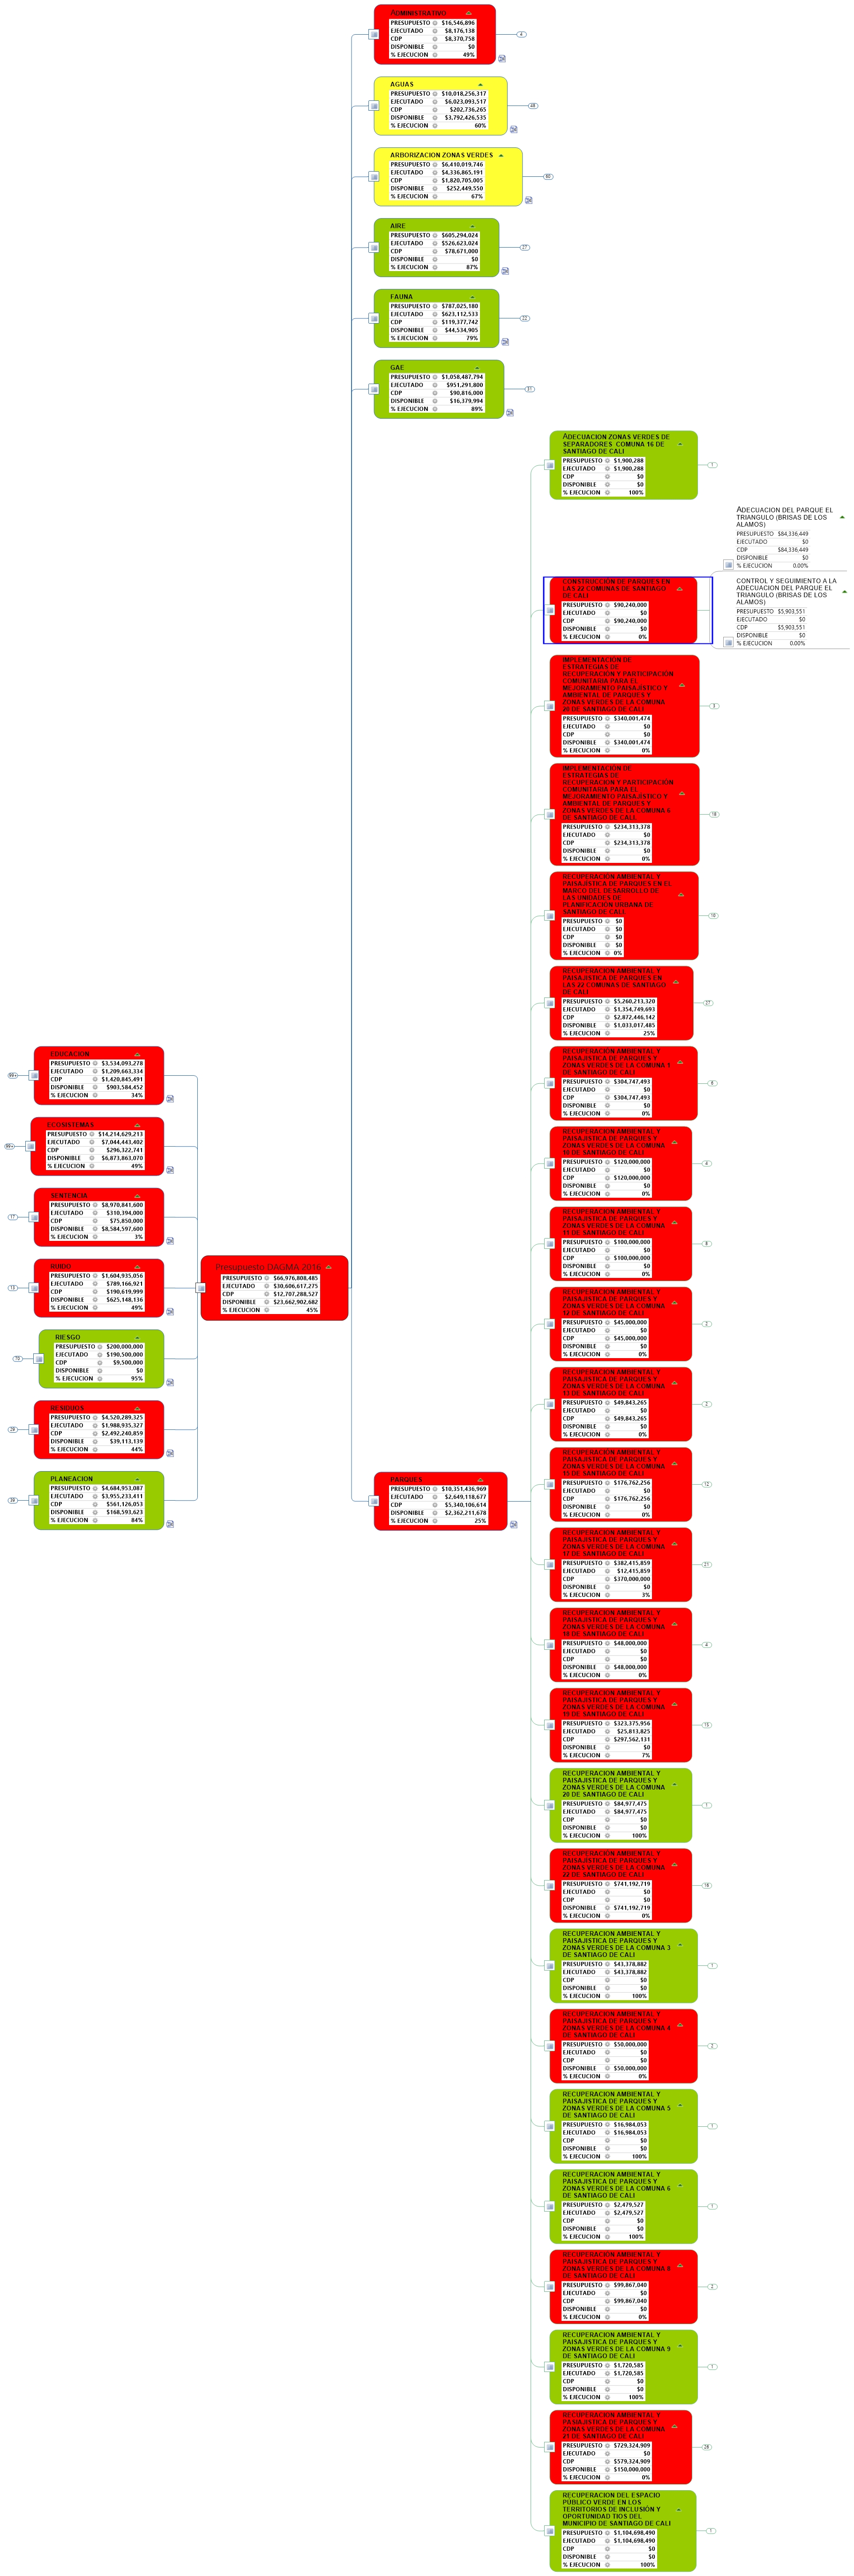 ADMINISTRATIVO
PRESUPUESTO $16,546,896
EJECUTADO $8,176,138
CDP $8,370,758
DISPONIBLE $0
% EJECUCION 49%
4
AGUAS
PRESUPUESTO $10,018,256,317
EJECUTADO $6,023,093,517
CDP $202,736,265
DISPONIBLE $3,792,426,535
% EJECUCION 60%
48
ARBORIZACION ZONAS VERDES
PRESUPUESTO $6,410,019,746
EJECUTADO $4,336,865,191
CDP $1,820,705,005
DISPONIBLE $252,449,550
% EJECUCION 67%
90
AIRE
PRESUPUESTO $605,294,024
EJECUTADO $526,623,024
CDP $78,671,000
DISPONIBLE $0
% EJECUCION 87%
21
FAUNA
PRESUPUESTO $787,025,180
EJECUTADO $623,112,533
CDP $119,377,742
DISPONIBLE $44,534,905
% EJECUCION 79%
22
GAE
PRESUPUESTO $1,058,487,794
EJECUTADO $951,291,800
CDP $90,816,000
DISPONIBLE $16,379,994
% EJECUCION 89%
31
ADECUACION ZONAS VERDES DE
SEPARADORES COMUNA 16 DE
SANTIAGO DE CALI
PRESUPUESTO $1,900,288
EJECUTADO $1,900,288
CDP $0
DISPONIBLE $0
% EJECUCION 100%
1
ADECUACION DEL PARQUE EL
TRIANGULO (BRISAS DE LOS
ALAMOS)
PRESUPUESTO $84,336,449
EJECUTADO $0
CDP $84,336,449
DISPONIBLE $0
% EJECUCION 0.00%
CONTROL Y SEGUIMIENTO A LA
ADECUACION DEL PARQUE EL
TRIANGULO (BRISAS DE LOS
ALAMOS)
PRESUPUESTO $5,903,551
EJECUTADO $0
CDP $5,903,551
DISPONIBLE $0
% EJECUCION 0.00%
CONSTRUCCIÓN DE PARQUES EN
LAS 22 COMUNAS DE SANTIAGO
DE CALI
PRESUPUESTO $90,240,000
EJECUTADO $0
CDP $90,240,000
DISPONIBLE $0
% EJECUCION 0%
IMPLEMENTACIÓN DE
ESTRATEGIAS DE
RECUPERACIÓN Y PARTICIPACIÓN
COMUNITARIA PARA EL
MEJORAMIENTO PAISAJÍSTICO Y
AMBIENTAL DE PARQUES Y
ZONAS VERDES DE LA COMUNA
20 DE SANTIAGO DE CALI
PRESUPUESTO $340,001,474
EJECUTADO $0
CDP $0
DISPONIBLE $340,001,474
% EJECUCION 0%
IMPLEMENTACIÓN DE
ESTRATEGIAS DE
RECUPERACIÓN Y PARTICIPACIÓN
COMUNITARIA PARA EL
MEJORAMIENTO PAISAJÍSTICO Y
AMBIENTAL DE PARQUES Y
ZONAS VERDES DE LA COMUNA 6
DE SANTIAGO DE CALI
PRESUPUESTO $234,313,378
EJECUTADO $0
CDP $234,313,378
DISPONIBLE $0
% EJECUCION 0%
RECUPERACIÓN AMBIENTAL Y
PAISAJÍSTICA DE PARQUES EN EL
MARCO DEL DESARROLLO DE
LAS UNIDADES DE
PLANIFICACIÓN URBANA DE
SANTIAGO DE CALI
PRESUPUESTO $0
EJECUTADO $0
CDP $0
DISPONIBLE $0
% EJECUCION 0%
RECUPERACION AMBIENTAL Y
PAISAJISTICA DE PARQUES EN
LAS 22 COMUNAS DE SANTIAGO
DE CALI
PRESUPUESTO $5,260,213,320
EJECUTADO $1,354,749,693
CDP $2,872,446,142
DISPONIBLE $1,033,017,485
% EJECUCION 25%
27
RECUPERACION AMBIENTAL Y
PAISAJISTICA DE PARQUES Y
ZONAS VERDES DE LA COMUNA 1
DE SANTIAGO DE CALI
PRESUPUESTO $304,747,493
EJECUTADO $0
CDP $304,747,493
DISPONIBLE $0
% EJECUCION 0%
RECUPERACION AMBIENTAL Y
PAISAJISTICA DE PARQUES Y
ZONAS VERDES DE LA COMUNA
10 DE SANTIAGO DE CALI
PRESUPUESTO $120,000,000
EJECUTADO $0
CDP $120,000,000
DISPONIBLE $0
% EJECUCION 0%
4
RECUPERACION AMBIENTAL Y
PAISAJISTICA DE PARQUES Y
ZONAS VERDES DE LA COMUNA
11 DE SANTIAGO DE CALI
PRESUPUESTO $100,000,000
EJECUTADO $0
CDP $100,000,000
DISPONIBLE $0
% EJECUCION 0%
RECUPERACION AMBIENTAL Y
PAISAJISTICA DE PARQUES Y
ZONAS VERDES DE LA COMUNA
12 DE SANTIAGO DE CALI
PRESUPUESTO $45,000,000
EJECUTADO $0
CDP $45,000,000
DISPONIBLE $0
% EJECUCION 0%
2
RECUPERACION AMBIENTAL Y
PAISAJISTICA DE PARQUES Y
ZONAS VERDES DE LA COMUNA
13 DE SANTIAGO DE CALI
PRESUPUESTO $49,843,265
EJECUTADO $0
CDP $49,843,265
DISPONIBLE $0
% EJECUCION 0%
2
RECUPERACION AMBIENTAL Y
PAISAJISTICA DE PARQUES Y
ZONAS VERDES DE LA COMUNA
15 DE SANTIAGO DE CALI
PRESUPUESTO $176,762,256
EJECUTADO $0
CDP $176,762,256
DISPONIBLE $0
% EJECUCION 0%
12
RECUPERACION AMBIENTAL Y
PAISAJISTICA DE PARQUES Y
ZONAS VERDES DE LA COMUNA
17 DE SANTIAGO DE CALI
PRESUPUESTO $382,415,859
EJECUTADO $12,415,859
CDP $370,000,000
DISPONIBLE $0
% EJECUCION 3%
21
RECUPERACION AMBIENTAL Y
PAISAJISTICA DE PARQUES Y
ZONAS VERDES DE LA COMUNA
18 DE SANTIAGO DE CALI
PRESUPUESTO $48,000,000
EJECUTADO $0
CDP $0
DISPONIBLE $48,000,000
% EJECUCION 0%
4
RECUPERACION AMBIENTAL Y
PAISAJISTICA DE PARQUES Y
ZONAS VERDES DE LA COMUNA
19 DE SANTIAGO DE CALI
PRESUPUESTO $323,375,956
EJECUTADO $25,813,825
CDP $297,562,131
DISPONIBLE $0
% EJECUCION 7%
RECUPERACION AMBIENTAL Y
PAISAJISTICA DE PARQUES Y
ZONAS VERDES DE LA COMUNA
20 DE SANTIAGO DE CALI
PRESUPUESTO $84,977,475
EJECUTADO $84,977,475
CDP $0
DISPONIBLE $0
% EJECUCION 100%
1
RECUPERACION AMBIENTAL Y
PAISAJISTICA DE PARQUES Y
ZONAS VERDES DE LA COMUNA
22 DE SANTIAGO DE CALI
PRESUPUESTO $741,192,719
EJECUTADO $0
CDP $0
DISPONIBLE $741,192,719
% EJECUCION 0%
RECUPERACION AMBIENTAL Y
PAISAJISTICA DE PARQUES Y
ZONAS VERDES DE LA COMUNA 3
DE SANTIAGO DE CALI
PRESUPUESTO $43,378,882
EJECUTADO $43,378,882
CDP $0
DISPONIBLE $0
% EJECUCION 100%
1
RECUPERACION AMBIENTAL Y
PAISAJISTICA DE PARQUES Y
ZONAS VERDES DE LA COMUNA 4
DE SANTIAGO DE CALI
PRESUPUESTO $50,000,000
EJECUTADO $0
CDP $0
DISPONIBLE $50,000,000
% EJECUCION 0%
2
RECUPERACION AMBIENTAL Y
PAISAJISTICA DE PARQUES Y
ZONAS VERDES DE LA COMUNA 5
DE SANTIAGO DE CALI
PRESUPUESTO $16,984,053
EJECUTADO $16,984,053
CDP $0
DISPONIBLE $0
% EJECUCION 100%
1
RECUPERACION AMBIENTAL Y
PAISAJISTICA DE PARQUES Y
ZONAS VERDES DE LA COMUNA 6
DE SANTIAGO DE CALI
PRESUPUESTO $2,479,527
EJECUTADO $2,479,527
CDP $0
DISPONIBLE $0
% EJECUCION 100%
1
RECUPERACION AMBIENTAL Y
PAISAJISTICA DE PARQUES Y
ZONAS VERDES DE LA COMUNA 8
DE SANTIAGO DE CALI
PRESUPUESTO $99,867,040
EJECUTADO $0
CDP $99,867,040
DISPONIBLE $0
% EJECUCION 0%
2
RECUPERACION AMBIENTAL Y
PAISAJISTICA DE PARQUES Y
ZONAS VERDES DE LA COMUNA 9
DE SANTIAGO DE CALI
PRESUPUESTO $1,720,585
EJECUTADO $1,720,585
CDP $0
DISPONIBLE $0
% EJECUCION 100%
1
RECUPERACION AMBIENTAL Y
PASIAJISTICA DE PARQUES Y
ZONAS VERDES DE LA COMUNA
21 DE SANTIAGO DE CALI
PRESUPUESTO $729,324,909
EJECUTADO $0
CDP $579,324,909
DISPONIBLE $150,000,000
% EJECUCION 0%
RECUPERACION DEL ESPACIO
PÚBLICO VERDE EN LOS
TERRITORIOS DE INCLUSIÓN Y
OPORTUNIDAD TIOS DEL
MUNICIPIO DE SANTIAGO DE CALI
PRESUPUESTO $1,104,698,490
EJECUTADO $1,104,698,490
CDP $0
DISPONIBLE $0
% EJECUCION 100%
1
EDUCACION
PRESUPUESTO $3,534,093,278
EJECUTADO $1,209,663,334
CDP $1,420,845,491
DISPONIBLE $903,584,452
% EJECUCION 34%
99+
ECOSISTEMAS
PRESUPUESTO $14,214,629,213
EJECUTADO $7,044,443,402
CDP $296,322,741
DISPONIBLE $6,873,863,070
% EJECUCION 49%
99+
SENTENCIA
PRESUPUESTO $8,970,841,600
EJECUTADO $310,394,000
CDP $75,850,000
DISPONIBLE $8,584,597,600
% EJECUCION 3%
RUIDO
PRESUPUESTO $1,604,935,056
EJECUTADO $789,166,921
CDP $190,619,999
DISPONIBLE $625,148,136
% EJECUCION 49%
RIESGO
PRESUPUESTO $200,000,000
EJECUTADO $190,500,000
CDP $9,500,000
DISPONIBLE $0
% EJECUCION 95%
RESIDUOS
PRESUPUESTO $4,520,289,325
EJECUTADO $1,988,935,327
CDP $2,492,240,859
DISPONIBLE $39,113,139
% EJECUCION 44%
PLANEACION
PRESUPUESTO $4,684,953,087
EJECUTADO $3,955,233,411
CDP $561,126,053
DISPONIBLE $168,593,623
% EJECUCION 84%
Presupuesto DAGMA 2015
PRESUPUESTO $66,976,808,485
EJECUTADO $30,606,617,275
CDP $12,707,288,527
DISPONIBLE $23,662,902,682
% EJECUCION 45%
PARQUES
PRESUPUESTO $10,351,436,969
EJECUTADO $2,649,118,677
CDP $5,340,106,614
DISPONIBLE $2,362,211,678
% EJECUCION 25%